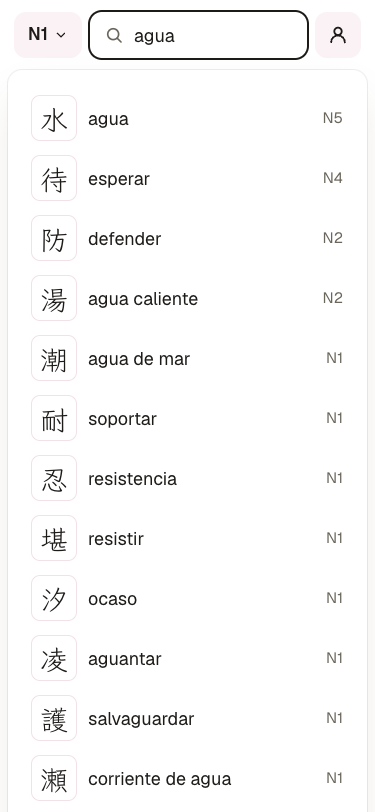 N1 agua
水 agua N5
待 esperar N4
防 defender N2
湯 agua caliente N2
潮 agua de mar N1
耐 soportar N1
忍 resistencia N1
堪 resistir N1
汐 ocaso N1
凌 aguantar N1
護 salvaguardar N1
瀬 corriente de agua N1